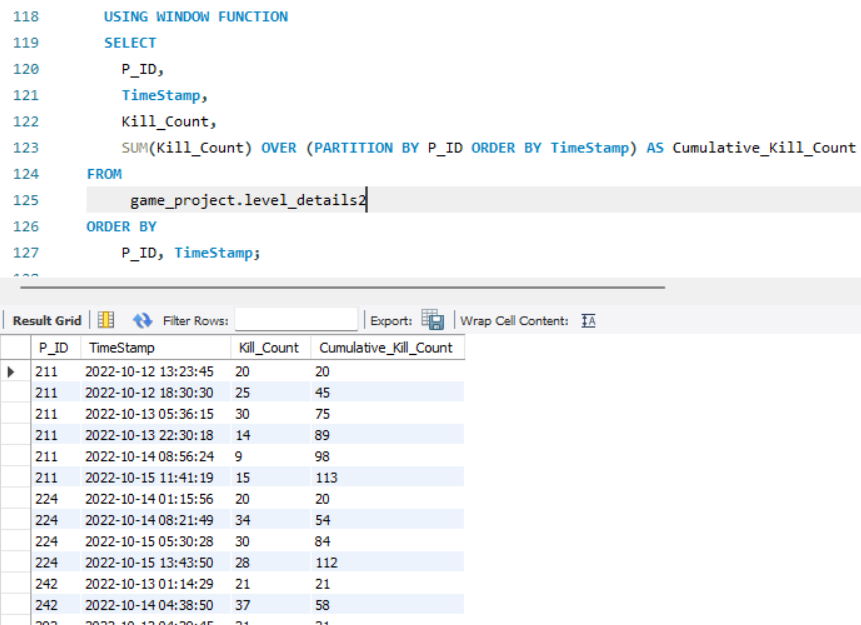 118 USING WINDOW FUNCTION
119 SELECT
120 P_ID,
121 TimeStamp,
122 Kill_Count,
123 SUM(Kill_Count) OVER (PARTITION BY P_ID ORDER BY TimeStamp) AS Cumulative_Kill_Count
124 FROM
125 game_project.level_details2
126 ORDER BY
127 P_ID, TimeStamp;
Result Grid Filter Rows: Export: Wrap Cell Content: IA
P_ID TimeStamp Kill_Count Cumulative_Kill_Count
211 2022-10-12 13:23:45 20 20
211 2022-10-12 18:30:30 25 45
211 2022-10-13 05:36:15 30 75
211 2022-10-13 22:30:18 14 89
211 2022-10-14 08:56:24 9 98
211 2022-10-15 11:41:19 15 113
224 2022-10-14 01:15:56 20 20
224 2022-10-14 08:21:49 34 54
224 2022-10-15 05:30:28 30 84
224 2022-10-15 13:43:50 28 112
242 2022-10-13 01:14:29 21 21
242 2022-10-14 04:38:50 37 58